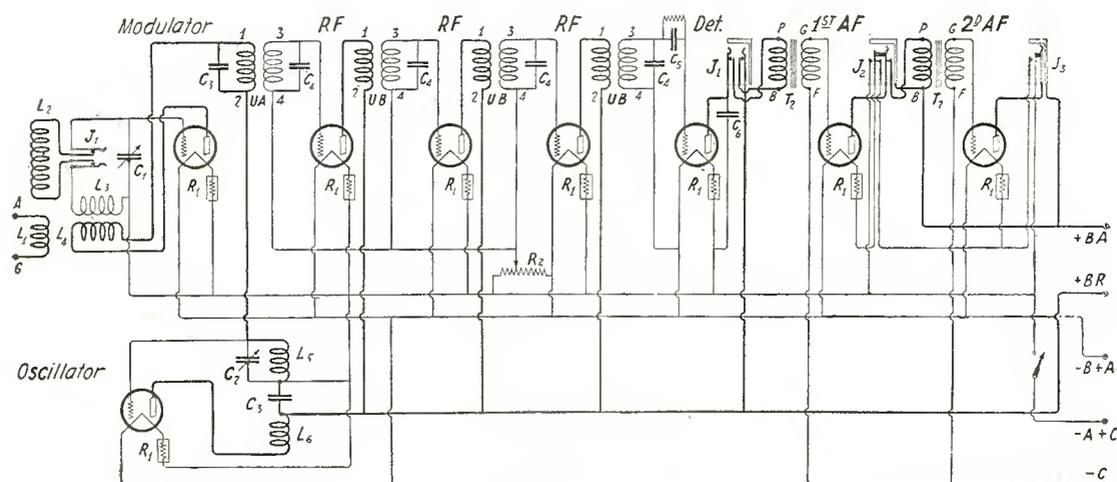 Modulator RF RF RF Det. 1ST AF 2D AF
1 3 1 3 1 3 1 3 C5 P G P G
C3 C4 C4 C4 C4 J1 J2 J3
2 UA 4 2 UB 4 2 UB 4 2 UB 4 B T2 F B T2 F
L2 J1 C1 C6
R1 R1 R1 R1 R1 R1 R1
L3
A
L1 L4
G
+BA
R2
+BR
C2 L5
-B+A
Oscillator
C3
L6
R1
-A+C
-C